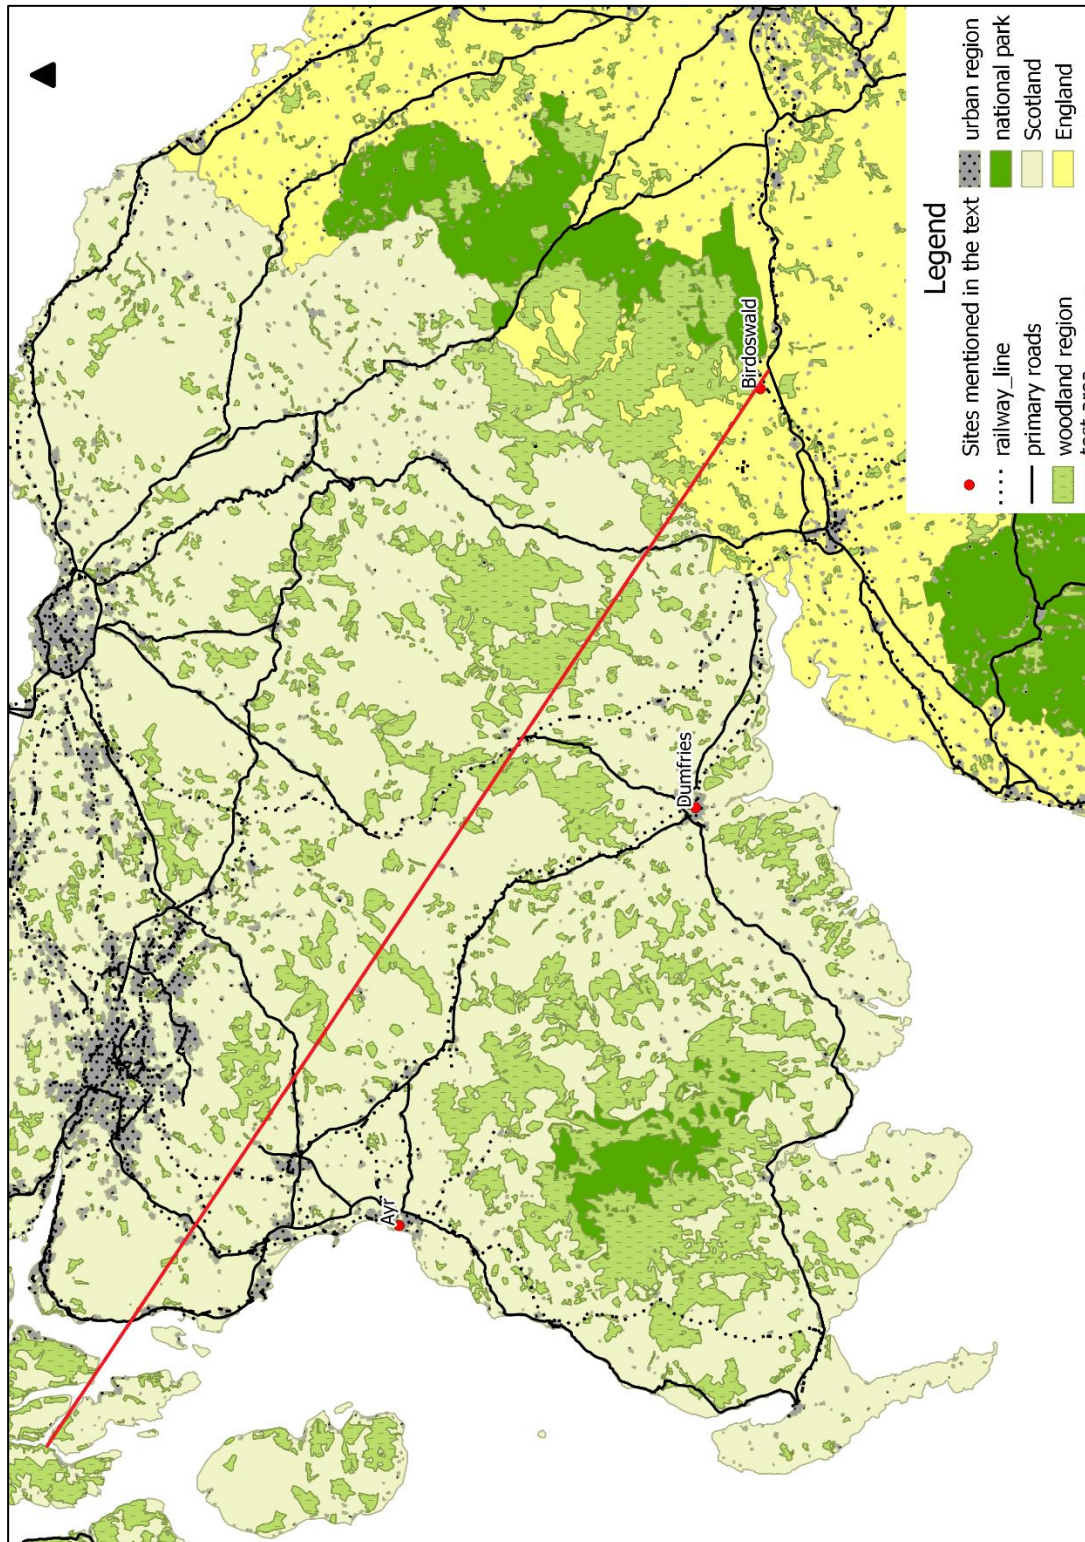 Ayr
Dumfries
Birdoswald
Legend
Sites mentioned in the text
railway_line
primary roads
woodland region
urban region
national park
Scotland
England